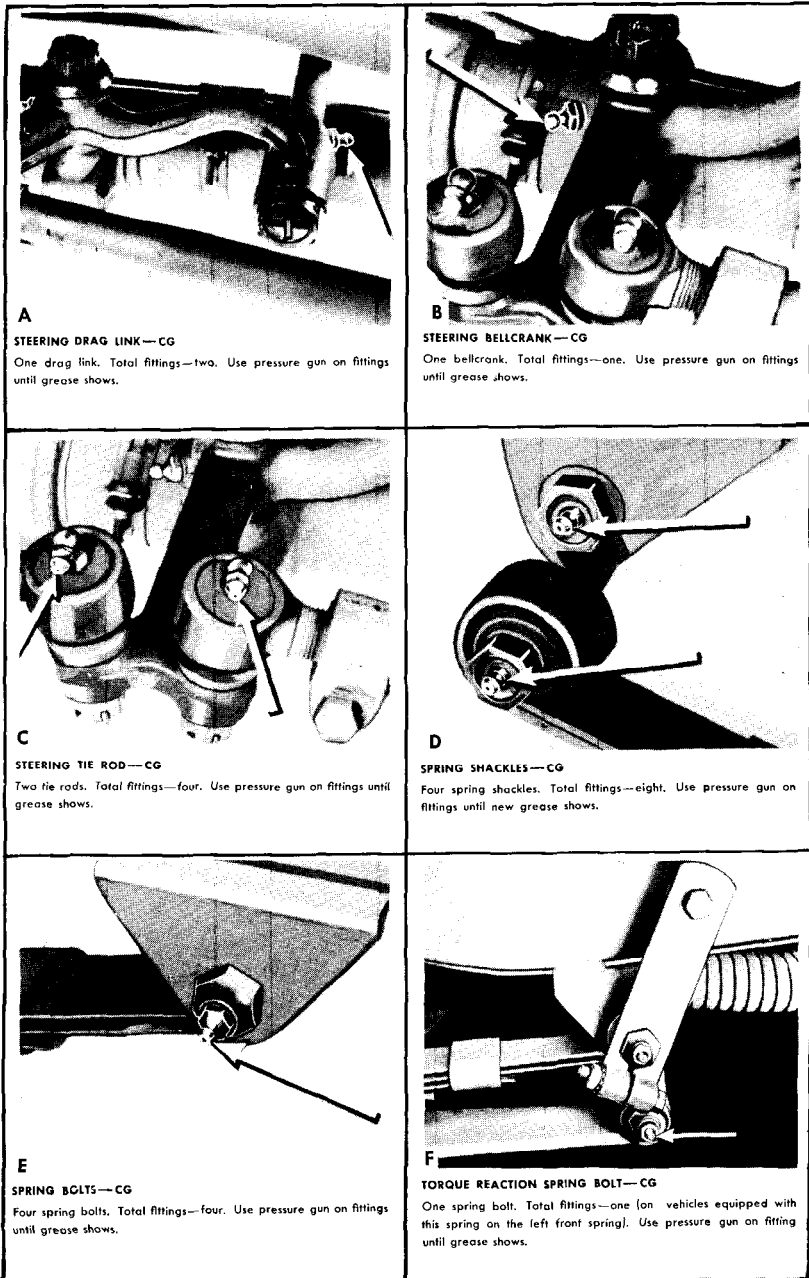 A
STEERING DRAG LINK—CG
One drag link. Total fittings—two. Use pressure gun on fittings
until grease shows.
B
STEERING BELLCRANK—CG
One bellcrank. Total fittings—one. Use pressure gun on fittings
until grease shows.
C
STEERING TIE ROD—CG
Two tie rods. Total fittings—four. Use pressure gun on fittings until
grease shows.
D
SPRING SHACKLES—CG
Four spring shackles. Total fittings—eight. Use pressure gun on
fittings until new grease shows.
E
SPRING BOLTS—CG
Four spring bolts. Total fittings—four. Use pressure gun on fittings
until grease shows.
F
TORQUE REACTION SPRING BOLT—CG
One spring bolt. Total fittings—one (on vehicles equipped with
this spring on the left front spring). Use pressure gun on fitting
until grease shows.